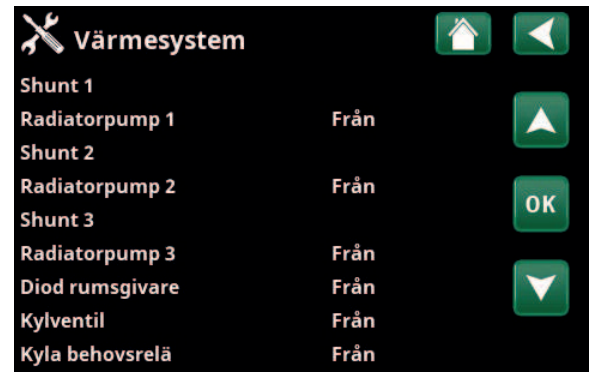 Värmesystem
Shunt 1
Radiatorpump 1 Från
Shunt 2
Radiatorpump 2 Från
OK
Shunt 3
Radiatorpump 3 Från
Diod rumsgivare Från
Kylventil Från
Kyla behovsrelä Från